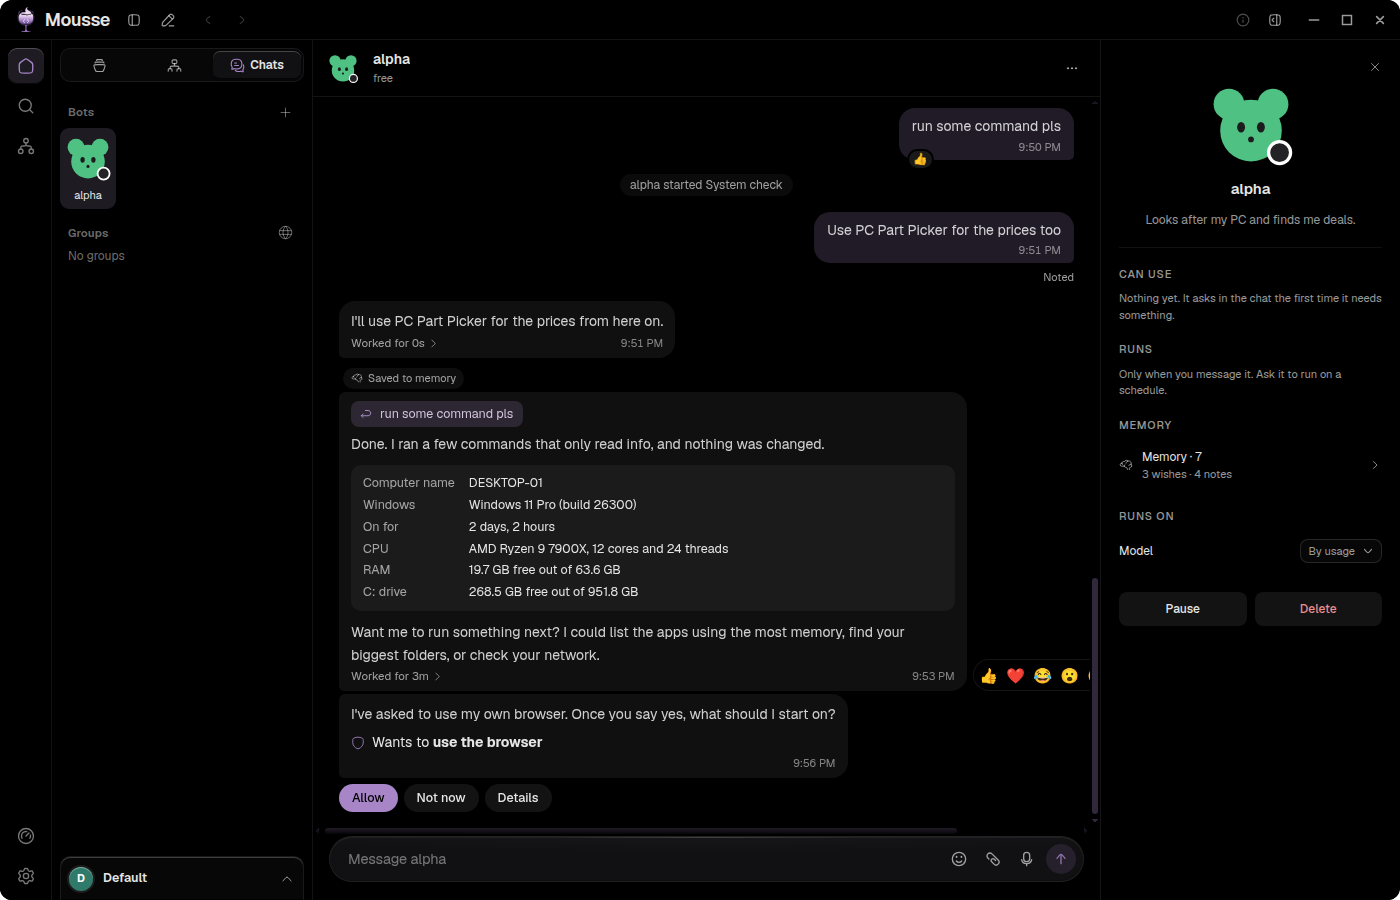 Mousse
Chats
Bots
alpha
Groups
No groups
D
Default
alpha
free
run some command pls
9:50 PM
alpha started System check
Use PC Part Picker for the prices too
9:51 PM
Noted
I'll use PC Part Picker for the prices from here on.
Worked for 0s
9:51 PM
Saved to memory
run some command pls
Done. I ran a few commands that only read info, and nothing was changed.
Computer name DESKTOP-01
Windows Windows 11 Pro (build 26300)
On for 2 days, 2 hours
CPU AMD Ryzen 9 7900X, 12 cores and 24 threads
RAM 19.7 GB free out of 63.6 GB
C: drive 268.5 GB free out of 951.8 GB
Want me to run something next? I could list the apps using the most memory, find your
biggest folders, or check your network.
Worked for 3m
9:53 PM
I've asked to use my own browser. Once you say yes, what should I start on?
Wants to use the browser
9:56 PM
Allow
Not now
Details
Message alpha
alpha
Looks after my PC and finds me deals.
CAN USE
Nothing yet. It asks in the chat the first time it needs
something.
RUNS
Only when you message it. Ask it to run on a
schedule.
MEMORY
Memory · 7
3 wishes · 4 notes
RUNS ON
Model
By usage
Pause
Delete